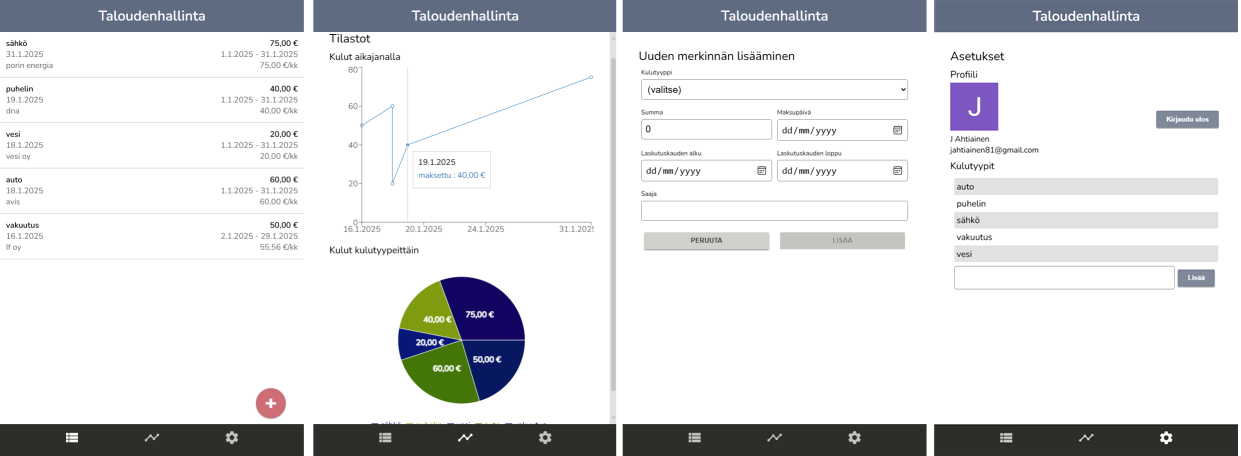 Taloudenhallinta
sähkö 75,00 €
31.1.2025 1.1.2025 - 31.1.2025
porin energia 75,00 €/kk
puhelin 40,00 €
19.1.2025 1.1.2025 - 31.1.2025
dna 40,00 €/kk
vesi 20,00 €
18.1.2025 1.1.2025 - 31.1.2025
vesi oy 20,00 €/kk
auto 60,00 €
18.1.2025 1.1.2025 - 31.1.2025
avis 60,00 €/kk
vakuutus 50,00 €
16.1.2025 2.1.2025 - 29.1.2025
If oy 55,56 €/kk
Taloudenhallinta
Tilastot
Kulut aikajanalla
80
60
40
20
0
19.1.2025
maksettu : 40,00 €
16.1.2025 20.1.2025 24.1.2025 31.1.2025
Kulut kulutyypeittäin
40,00 €
75,00 €
20,00 €
60,00 €
50,00 €
Taloudenhallinta
Uuden merkinnän lisääminen
Kulutyyppi
(valitse)
Summa Maksupäivä
0 dd/mm/yyyy
Laskutuskauden alku Laskutuskauden loppu
dd/mm/yyyy dd/mm/yyyy
Saaja
PERUUTA LISÄÄ
Taloudenhallinta
Asetukset
Profiili
J
Kirjaudu ulos
J Ahtiainen
jahtiainen81@gmail.com
Kulutyypit
auto
puhelin
sähkö
vakuutus
vesi
Lisää